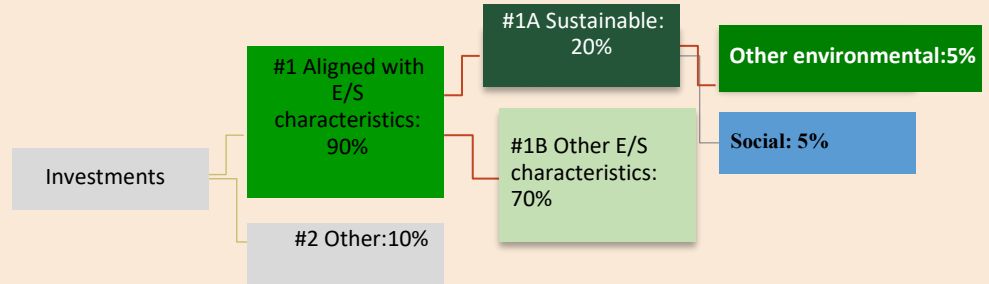 Investments
#1 Aligned with
E/S
characteristics:
90%
#2 Other:10%
#1A Sustainable:
20%
#1B Other E/S
characteristics:
70%
Other environmental:5%
Social: 5%